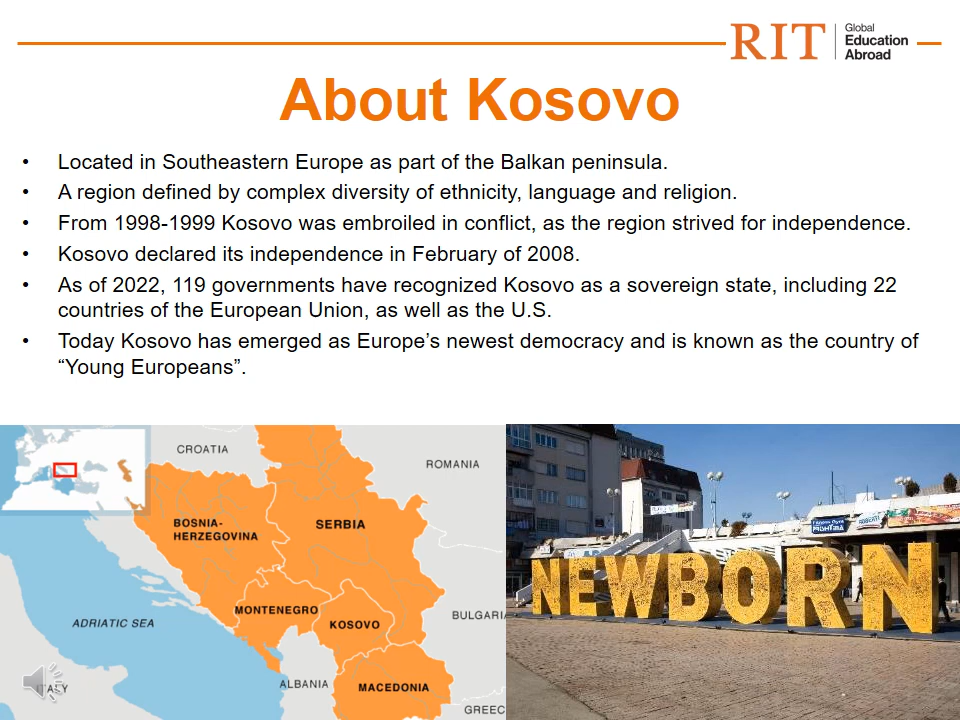 RIT
Global
Education
Abroad
About Kosovo
• Located in Southeastern Europe as part of the Balkan peninsula.
• A region defined by complex diversity of ethnicity, language and religion.
• From 1998-1999 Kosovo was embroiled in conflict, as the region strived for independence.
• Kosovo declared its independence in February of 2008.
• As of 2022, 119 governments have recognized Kosovo as a sovereign state, including 22
countries of the European Union, as well as the U.S.
• Today Kosovo has emerged as Europe’s newest democracy and is known as the country of
“Young Europeans”.
CROATIA
ROMANIA
BOSNIA-
HERZEGOVINA
SERBIA
MONTENEGRO
KOSOVO
BULGARI
ADRIATIC SEA
ITALY
ALBANIA
MACEDONIA
GREEC
NEWBORN